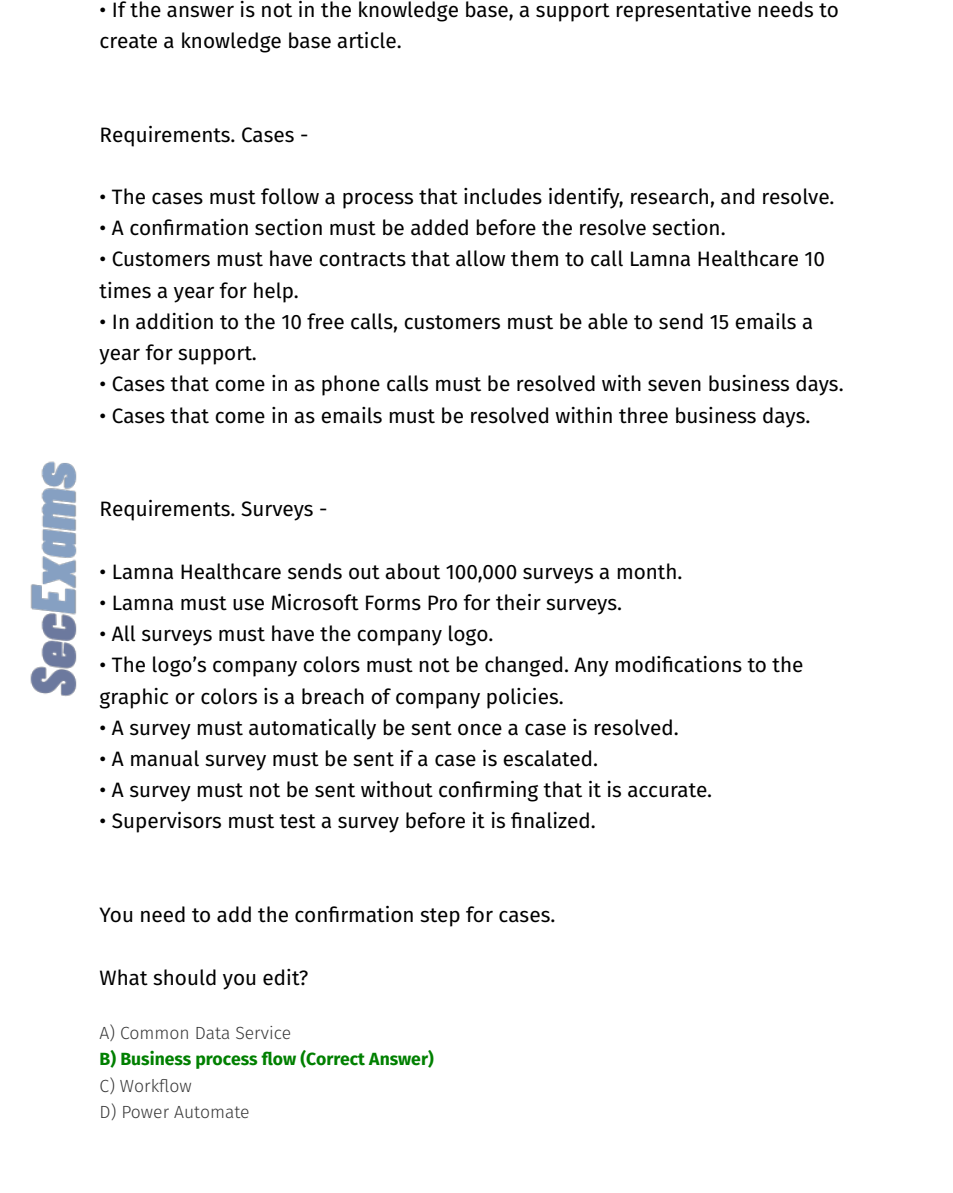 • If the answer is not in the knowledge base, a support representative needs to
create a knowledge base article.
Requirements. Cases -
• The cases must follow a process that includes identify, research, and resolve.
• A confirmation section must be added before the resolve section.
• Customers must have contracts that allow them to call Lamna Healthcare 10
times a year for help.
• In addition to the 10 free calls, customers must be able to send 15 emails a
year for support.
• Cases that come in as phone calls must be resolved with seven business days.
• Cases that come in as emails must be resolved within three business days.
SecExams
Requirements. Surveys -
• Lamna Healthcare sends out about 100,000 surveys a month.
• Lamna must use Microsoft Forms Pro for their surveys.
• All surveys must have the company logo.
• The logo’s company colors must not be changed. Any modifications to the
graphic or colors is a breach of company policies.
• A survey must automatically be sent once a case is resolved.
• A manual survey must be sent if a case is escalated.
• A survey must not be sent without confirming that it is accurate.
• Supervisors must test a survey before it is finalized.
You need to add the confirmation step for cases.
What should you edit?
A) Common Data Service
B) Business process flow (Correct Answer)
C) Workflow
D) Power Automate